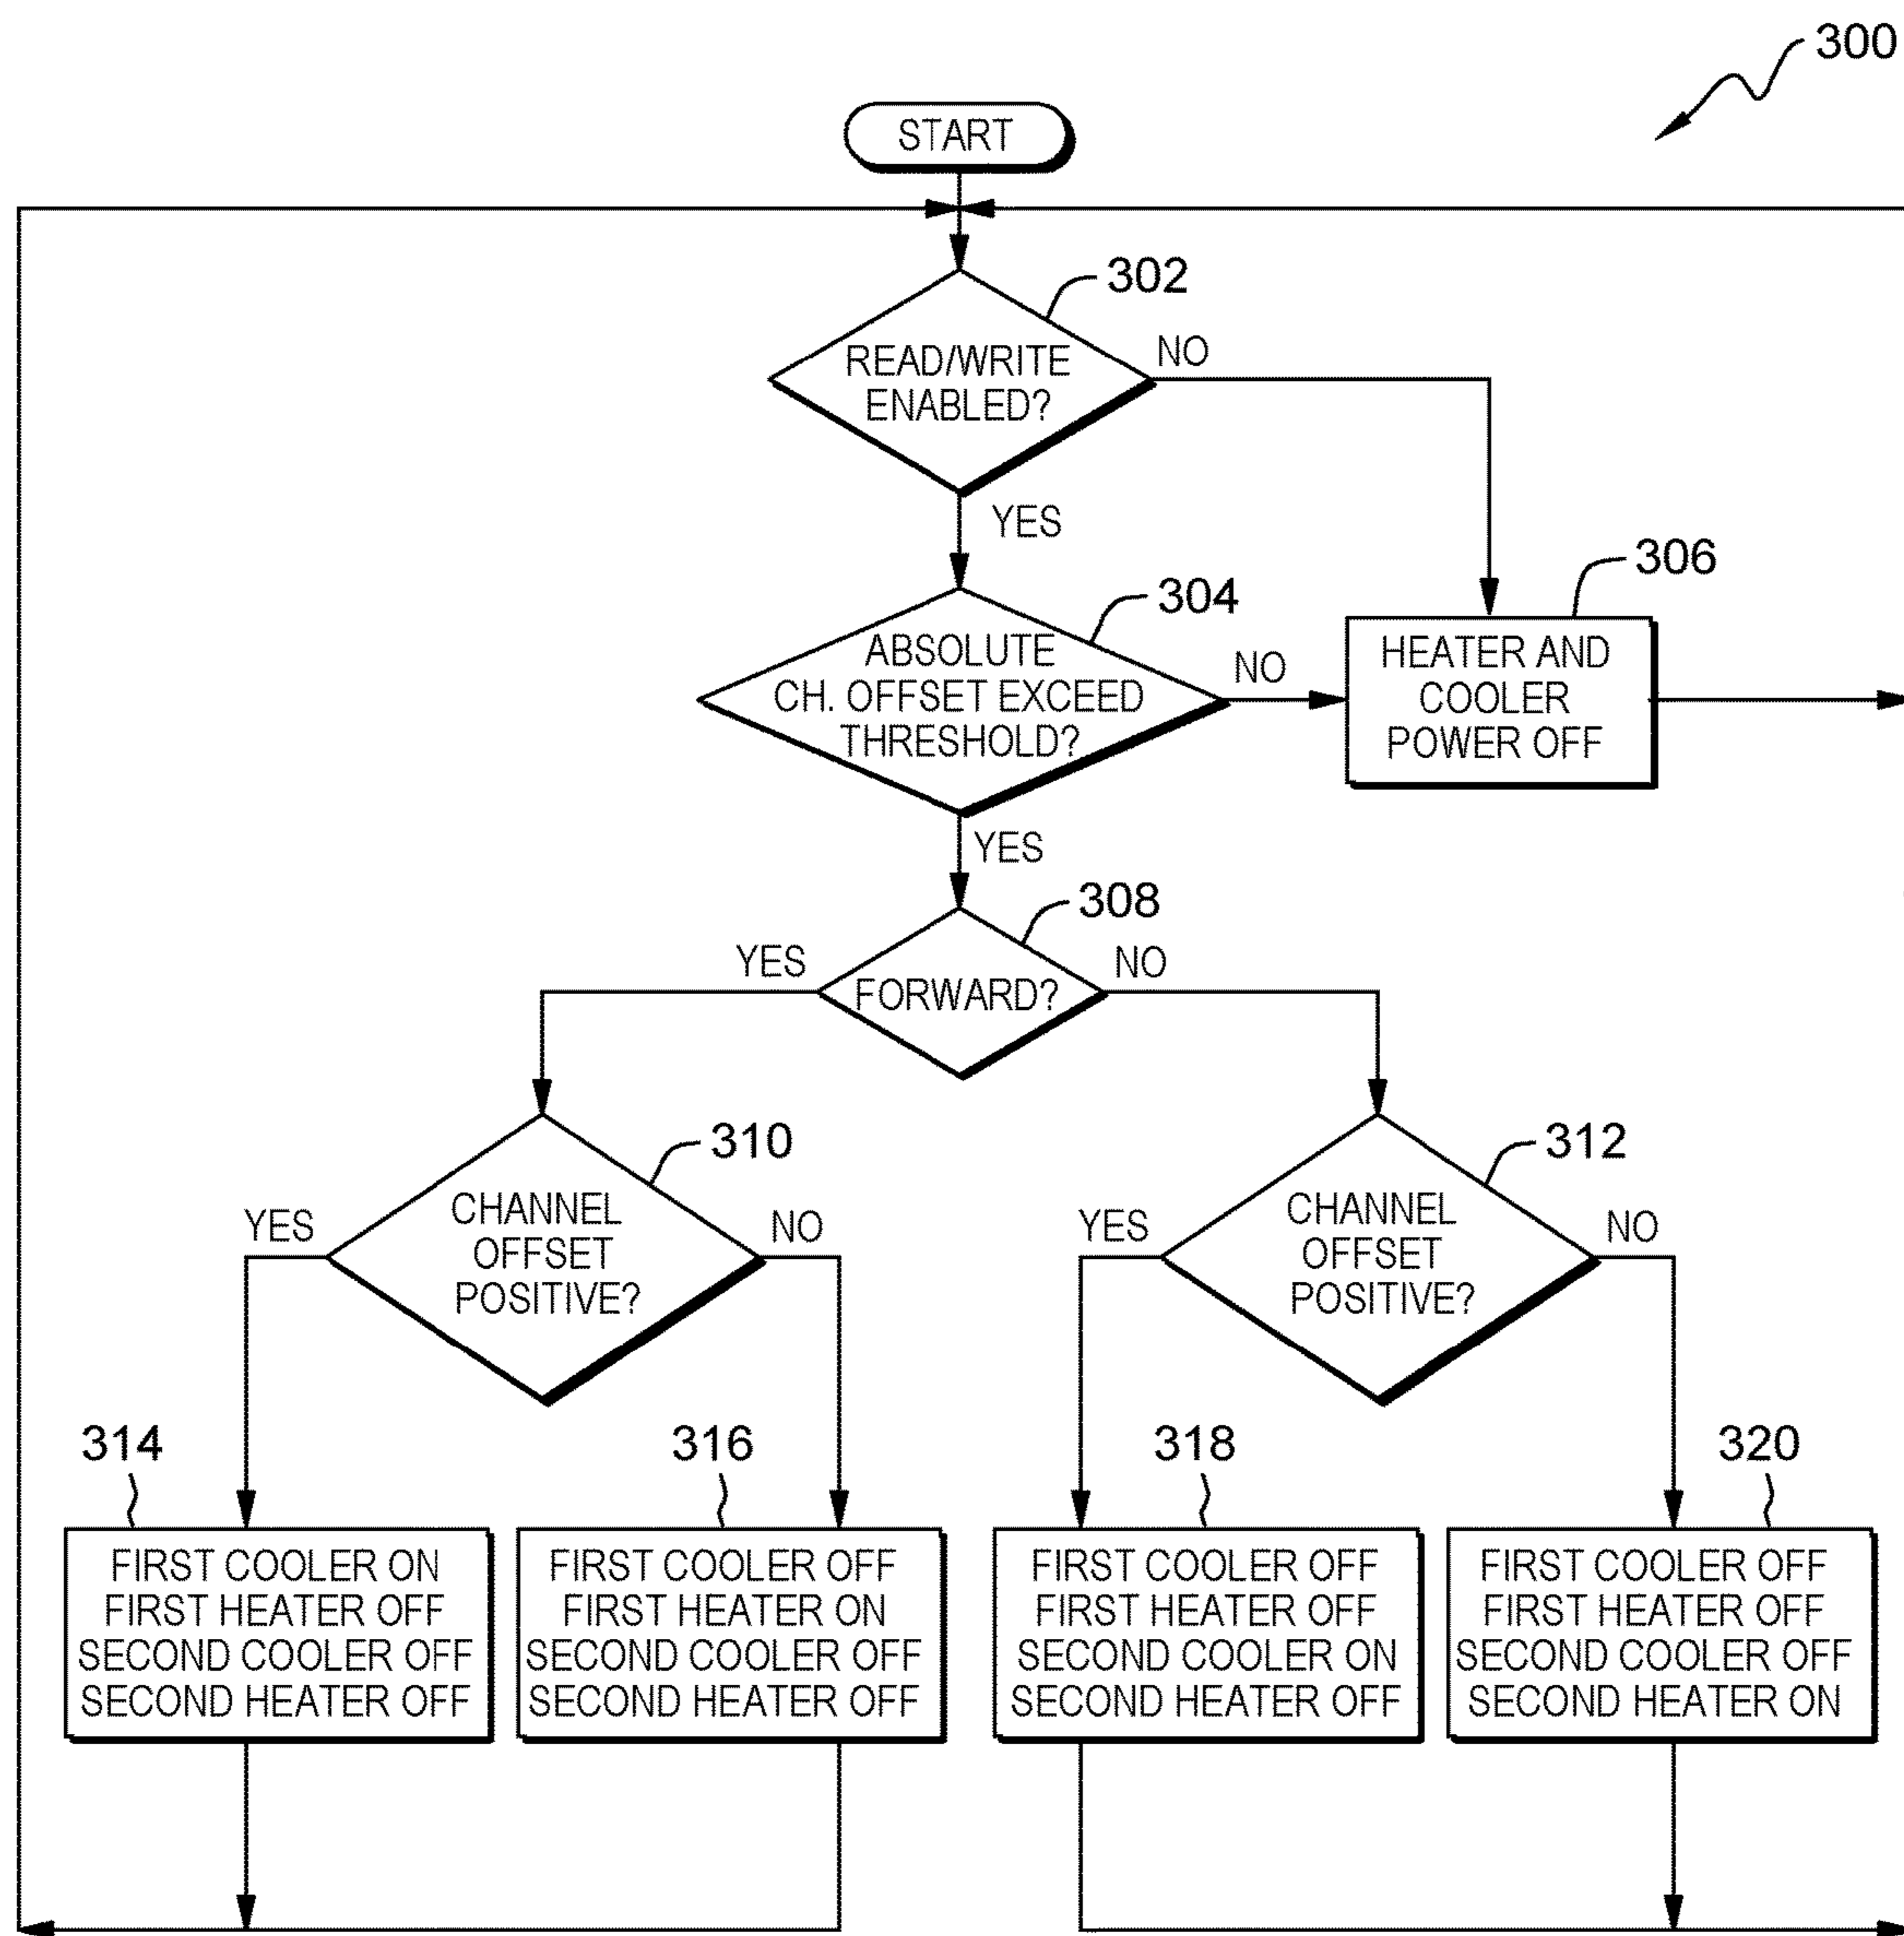 300
START
302
READ/WRITE
ENABLED?
NO
YES
304
ABSOLUTE
CH. OFFSET EXCEED
THRESHOLD?
NO
306
HEATER AND
COOLER
POWER OFF
YES
308
YES
FORWARD?
NO
310
YES
CHANNEL
OFFSET
POSITIVE?
NO
312
YES
CHANNEL
OFFSET
POSITIVE?
NO
314
FIRST COOLER ON
FIRST HEATER OFF
SECOND COOLER OFF
SECOND HEATER OFF
316
FIRST COOLER OFF
FIRST HEATER ON
SECOND COOLER OFF
SECOND HEATER OFF
318
FIRST COOLER OFF
FIRST HEATER OFF
SECOND COOLER ON
SECOND HEATER OFF
320
FIRST COOLER OFF
FIRST HEATER OFF
SECOND COOLER OFF
SECOND HEATER ON